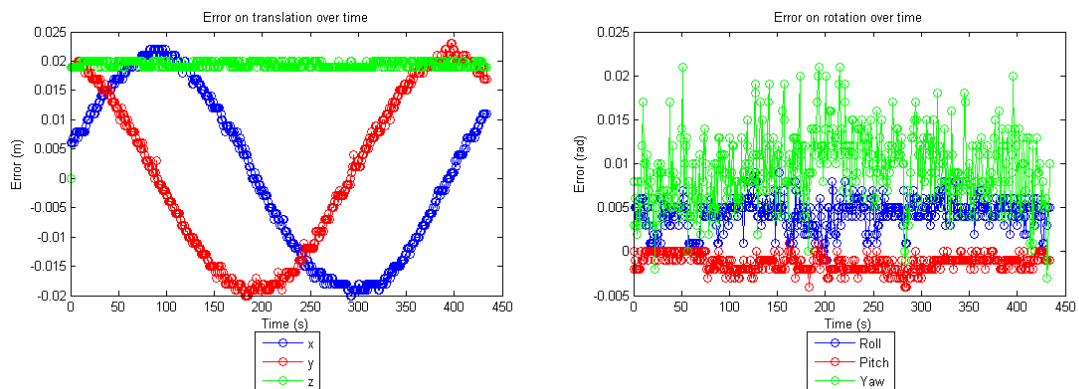 Error on translation over time
Error (m)
0.025
0.02
0.015
0.01
0.005
0
-0.005
-0.01
-0.015
-0.02
0 50 100 150 200 250 300 350 400 450
Time (s)
x
y
z
Error on rotation over time
Error (rad)
0.025
0.02
0.015
0.01
0.005
0
-0.005
0 50 100 150 200 250 300 350 400 450
Time (s)
Roll
Pitch
Yaw